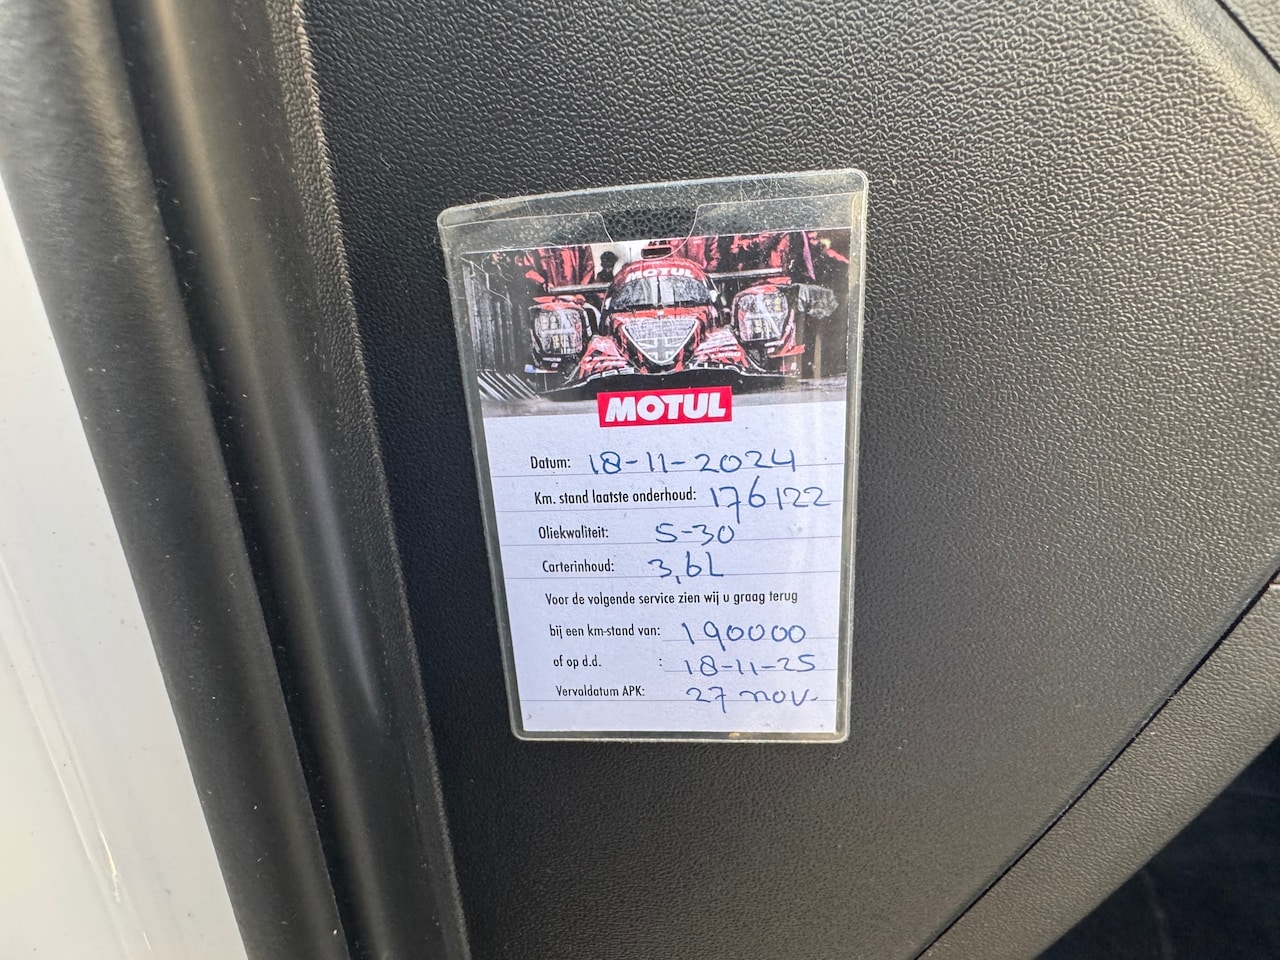 MOTUL
MOTUL
Datum: 18-11-2024
Km. stand laatste onderhoud: 176122
Oliekwaliteit: 5-30
Carterinhoud: 3,6L
Voor de volgende service zien wij u graag terug
bij een km-stand van: 190000
of op d.d. : 18-11-25
Vervaldatum APK: 27 nov.